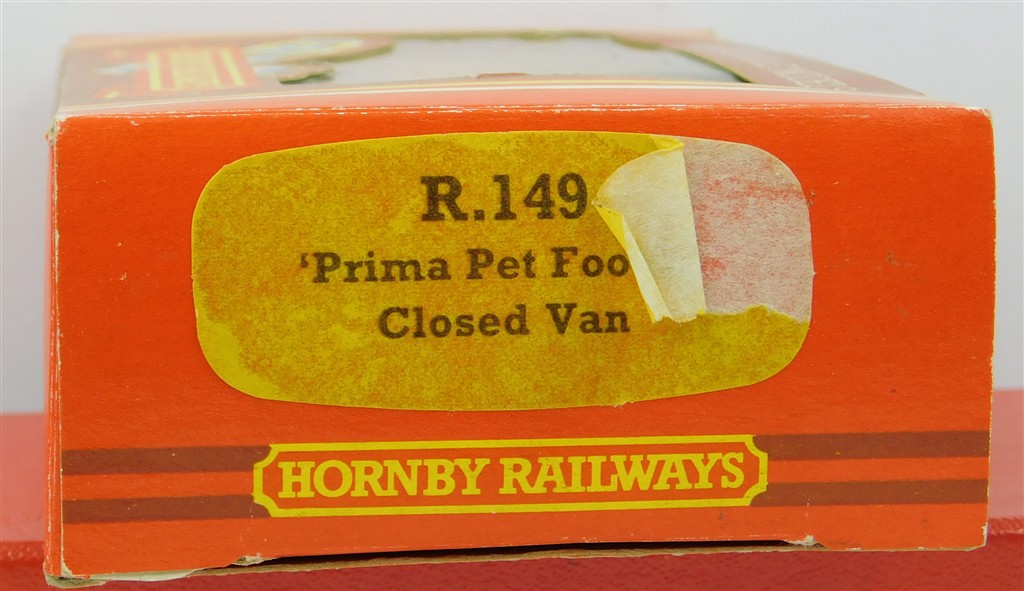 R.149
‘Prima Pet Foo
Closed Van
HORNBY RAILWAYS